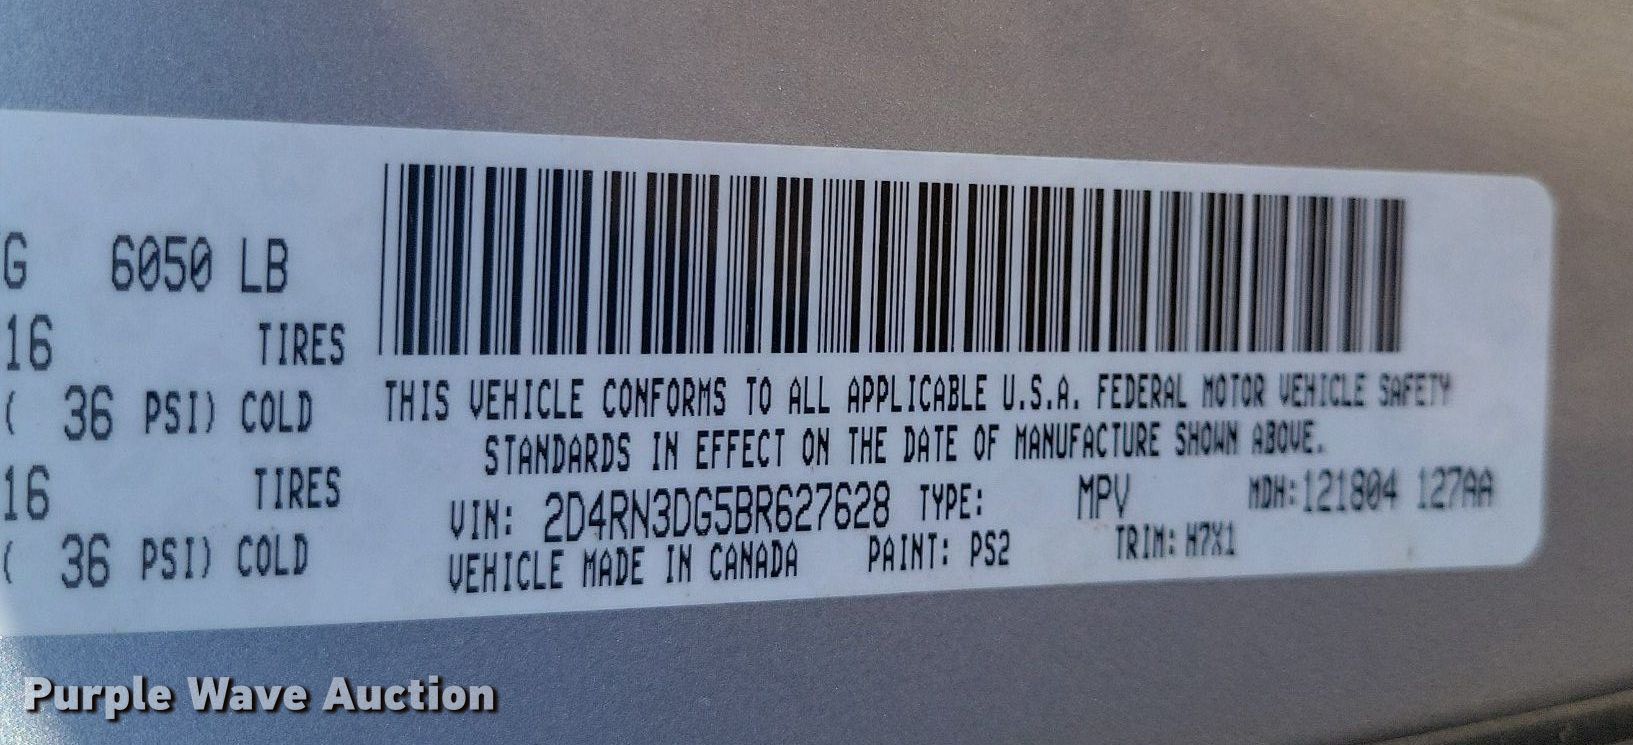 G 6050 LB
16 TIRES
( 36 PSI) COLD
16 TIRES
( 36 PSI) COLD
THIS VEHICLE CONFORMS TO ALL APPLICABLE U.S.A. FEDERAL MOTOR VEHICLE SAFETY
STANDARDS IN EFFECT ON THE DATE OF MANUFACTURE SHOWN ABOVE.
VIN: 2D4RN3DG5BR627628 TYPE: MPV MDH:121804 127AA
VEHICLE MADE IN CANADA PAINT: PS2 TRIM: H7X1
Purple Wave Auction